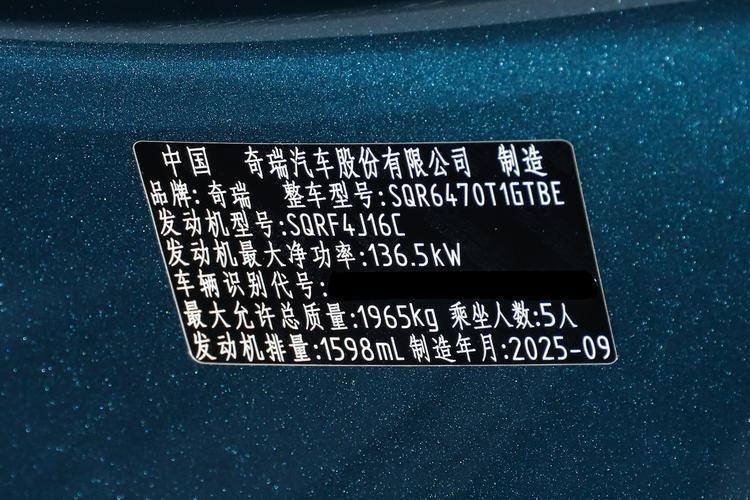 中国 奇瑞汽车股份有限公司 制造
品牌:奇瑞 整车型号:SQR6470T1GTBE
发动机型号:SQRF4J16C
发动机最大净功率:136.5kW
车辆识别代号:
最大允许总质量:1965kg 乘坐人数:5人
发动机排量:1598mL 制造年月:2025-09